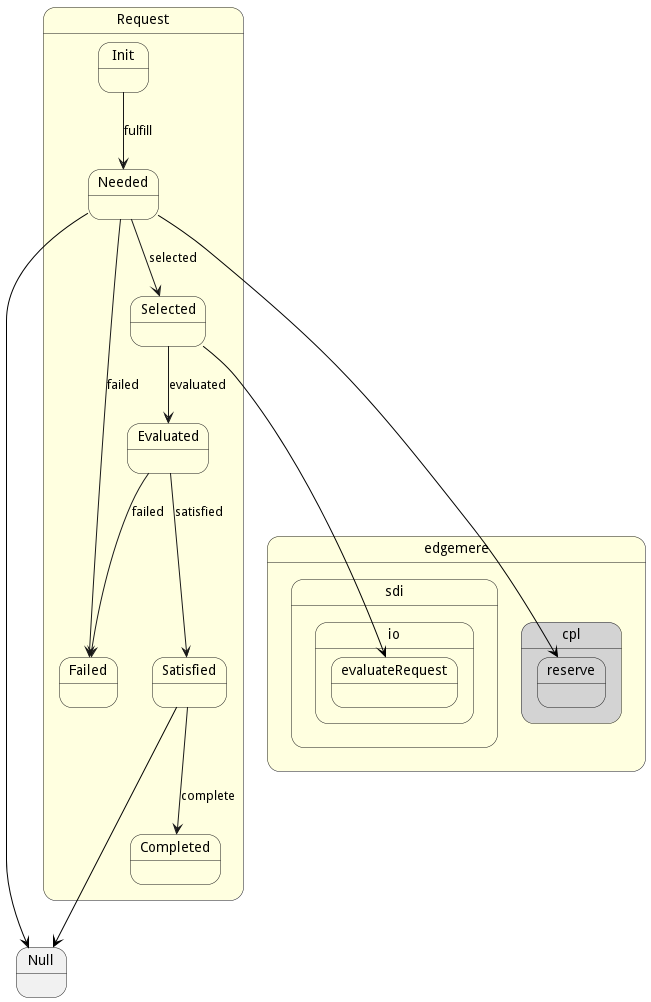 Request
Init
fulfill
Needed
selected
Selected
failed
evaluated
Evaluated
failed
satisfied
edgemere
sdi
io
cpl
evaluateRequest
reserve
Failed
Satisfied
complete
Completed
Null